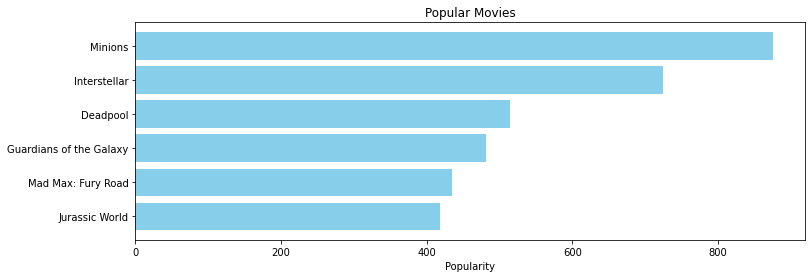 Popular Movies
Minions
Interstellar
Deadpool
Guardians of the Galaxy
Mad Max: Fury Road
Jurassic World
0 200 400 600 800
Popularity